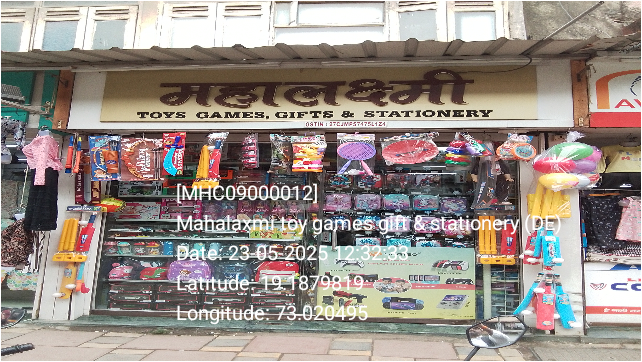 महालक्ष्मी
TOYS GAMES, GIFTS & STATIONERY
[MHC09000012]
Mahalaxmi toy games gift & stationery (DE)
Date: 23-05-2025 12:32:33
Latitude: 19.1879819
Longitude: 73.020495